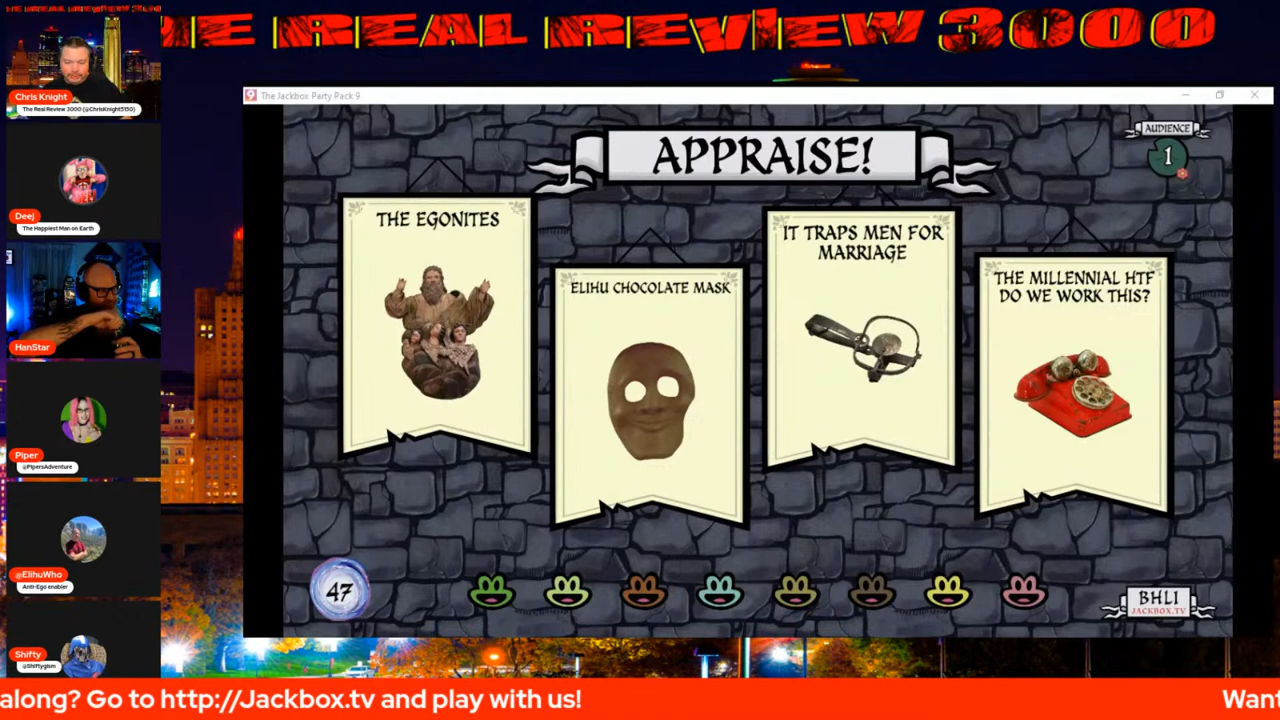 THE REAL REVIEW 3000
Chris Knight
The Real Review 3000 (@ChrisKnight5150)
Deej
The Happiest Man on Earth
HanStar
Piper
@PipersAdventure
@ElihuWho
Anti-Ego enabler
Shifty
@Shiftygism
The Jackbox Party Pack 9
APPRAISE!
AUDIENCE
1
THE EGONITES
ELIHU CHOCOLATE MASK
IT TRAPS MEN FOR
MARRIAGE
THE MILLENNIAL HTF
DO WE WORK THIS?
47
BHLI
JACKBOX.TV
along? Go to http://Jackbox.tv and play with us!
Want